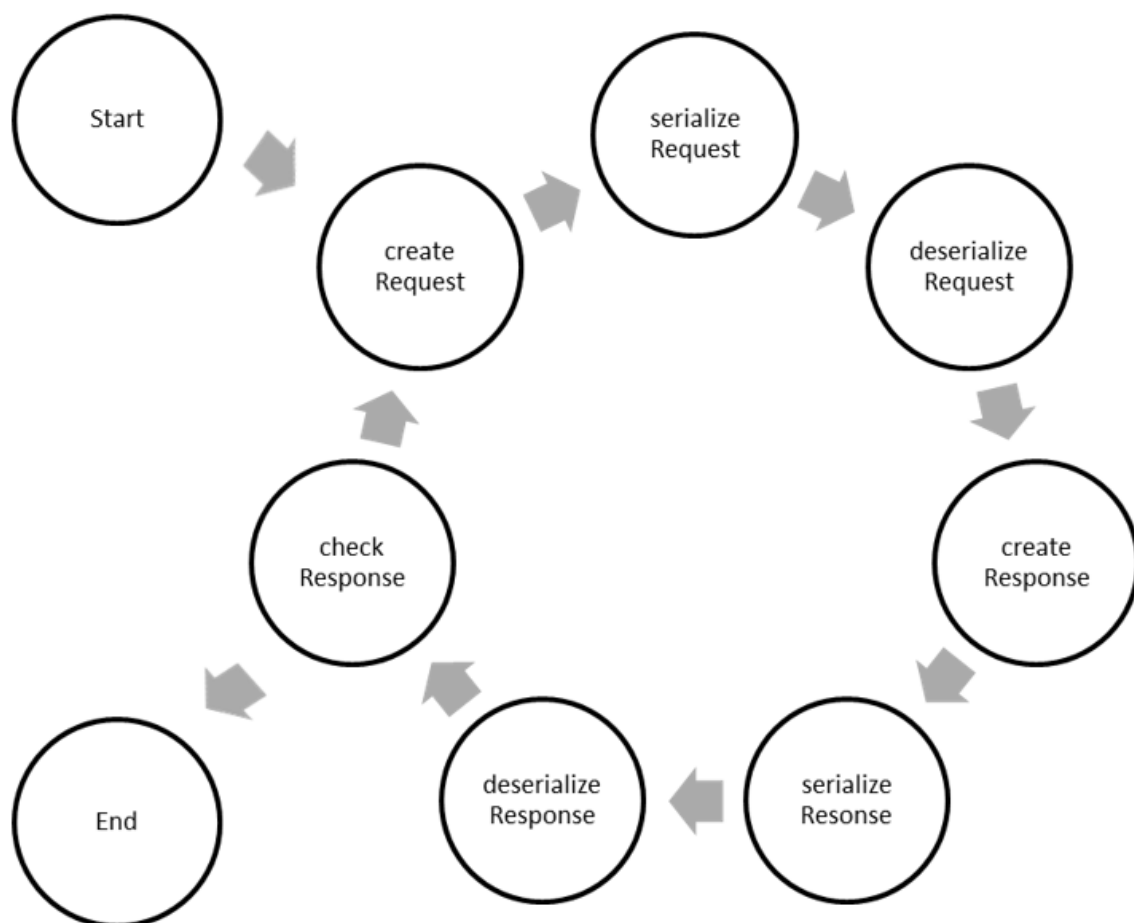 Start
create
Request
serialize
Request
deserialize
Request
create
Response
serialize
Resonse
deserialize
Response
check
Response
End